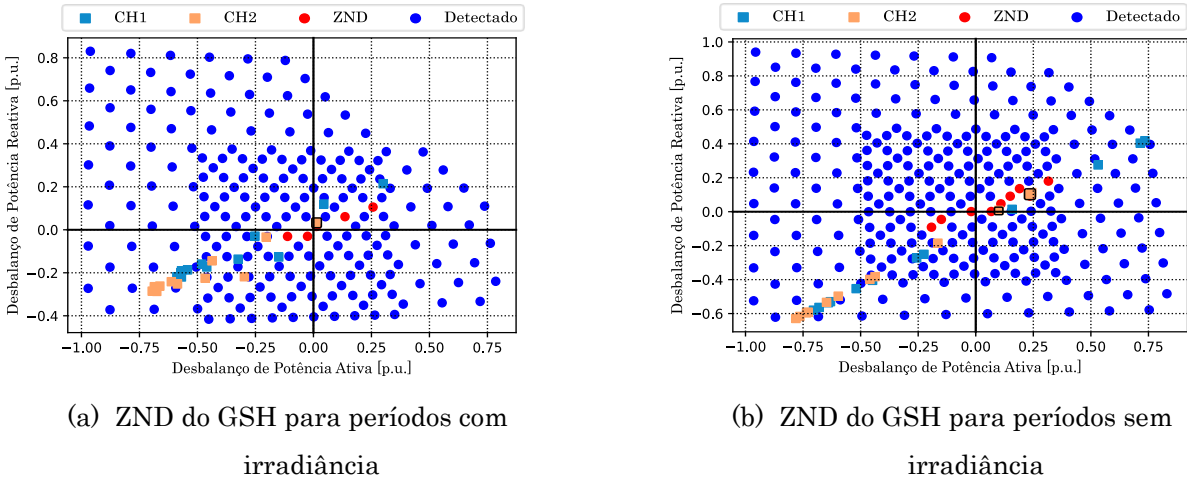 CH1 CH2 ZND Detectado
Desbalanço de Potência Reativa [p.u.]
0.8
0.6
0.4
0.2
0.0
−0.2
−0.4
−1.00 −0.75 −0.50 −0.25 0.00 0.25 0.50 0.75
Desbalanço de Potência Ativa [p.u.]
(a) ZND do GSH para períodos com
irradiância
CH1 CH2 ZND Detectado
Desbalanço de Potência Reativa [p.u.]
1.0
0.8
0.6
0.4
0.2
0.0
−0.2
−0.4
−0.6
−1.00 −0.75 −0.50 −0.25 0.00 0.25 0.50 0.75
Desbalanço de Potência Ativa [p.u.]
(b) ZND do GSH para períodos sem
irradiância